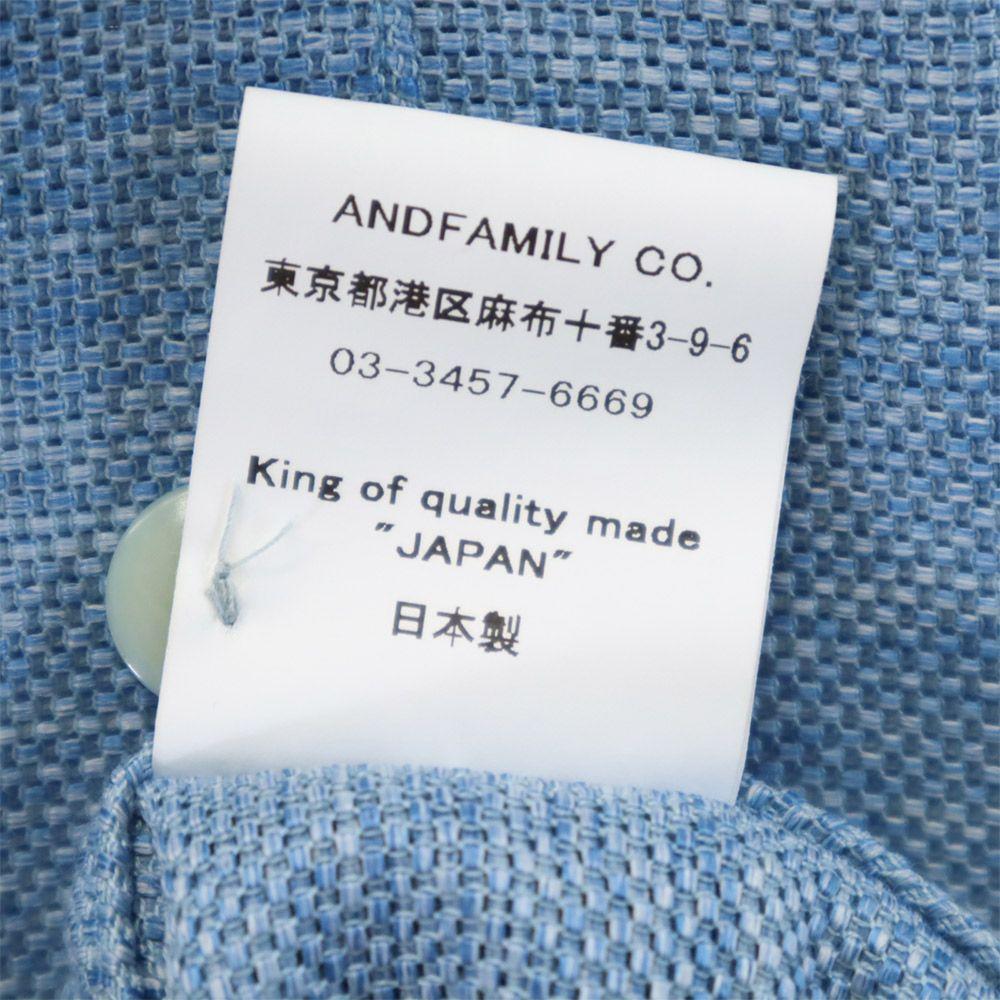 ANDFAMILY CO.
東京都港区麻布十番3-9-6
03-3457-6669
King of quality made
"JAPAN"
日本製